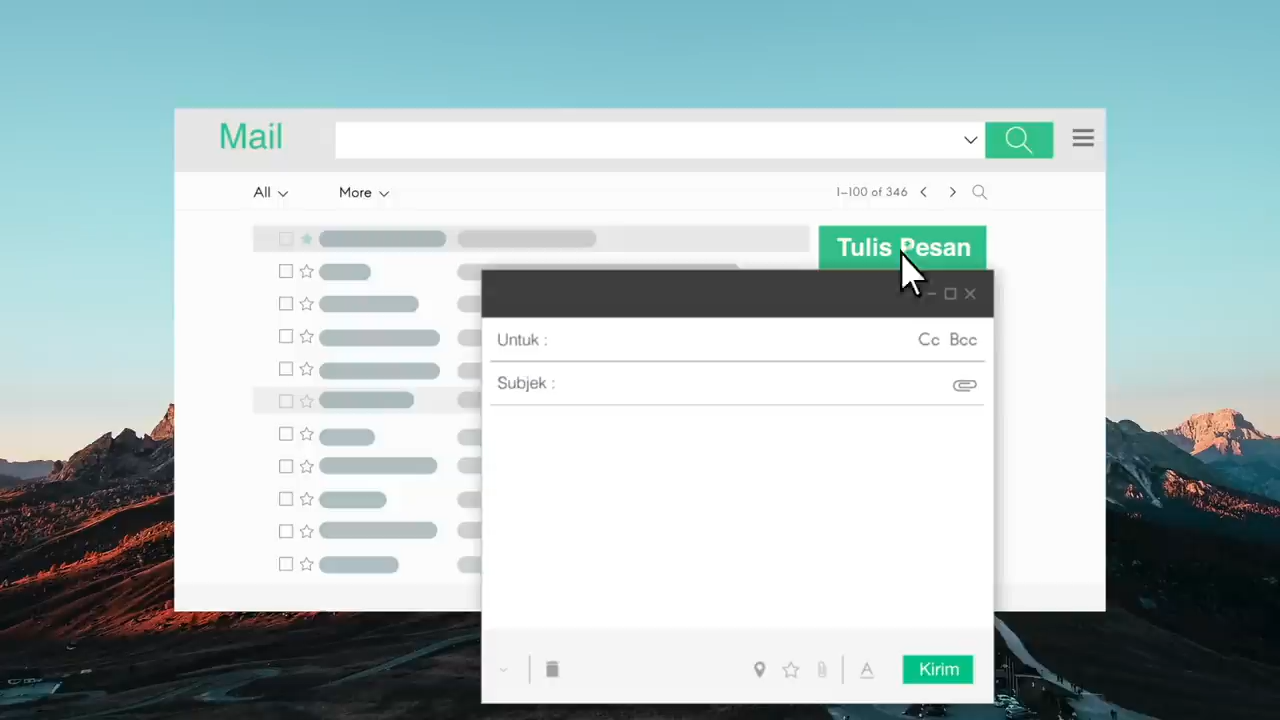 Mail
All
More
1-100 of 346
Tulis Pesan
Untuk :
Cc Bcc
Subjek :
A
Kirim